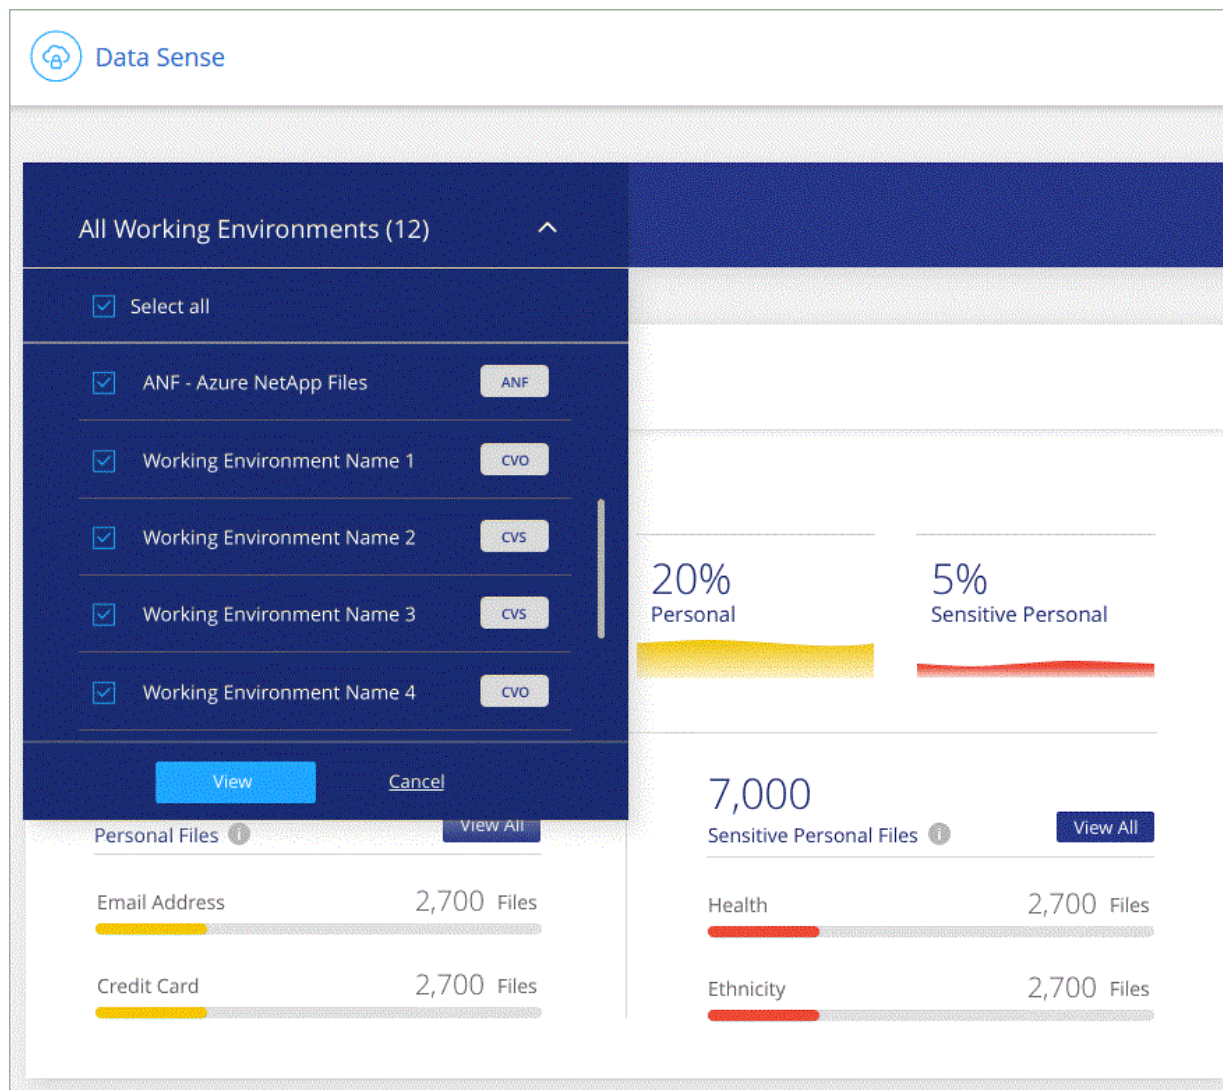 Data Sense
All Working Environments (12)
Select all
ANF - Azure NetApp Files ANF
Working Environment Name 1 CVO
Working Environment Name 2 CVS
Working Environment Name 3 CVS
Working Environment Name 4 CVO
View Cancel
20%
Personal
5%
Sensitive Personal
Personal Files View All
Email Address 2,700 Files
Credit Card 2,700 Files
7,000
Sensitive Personal Files View All
Health 2,700 Files
Ethnicity 2,700 Files